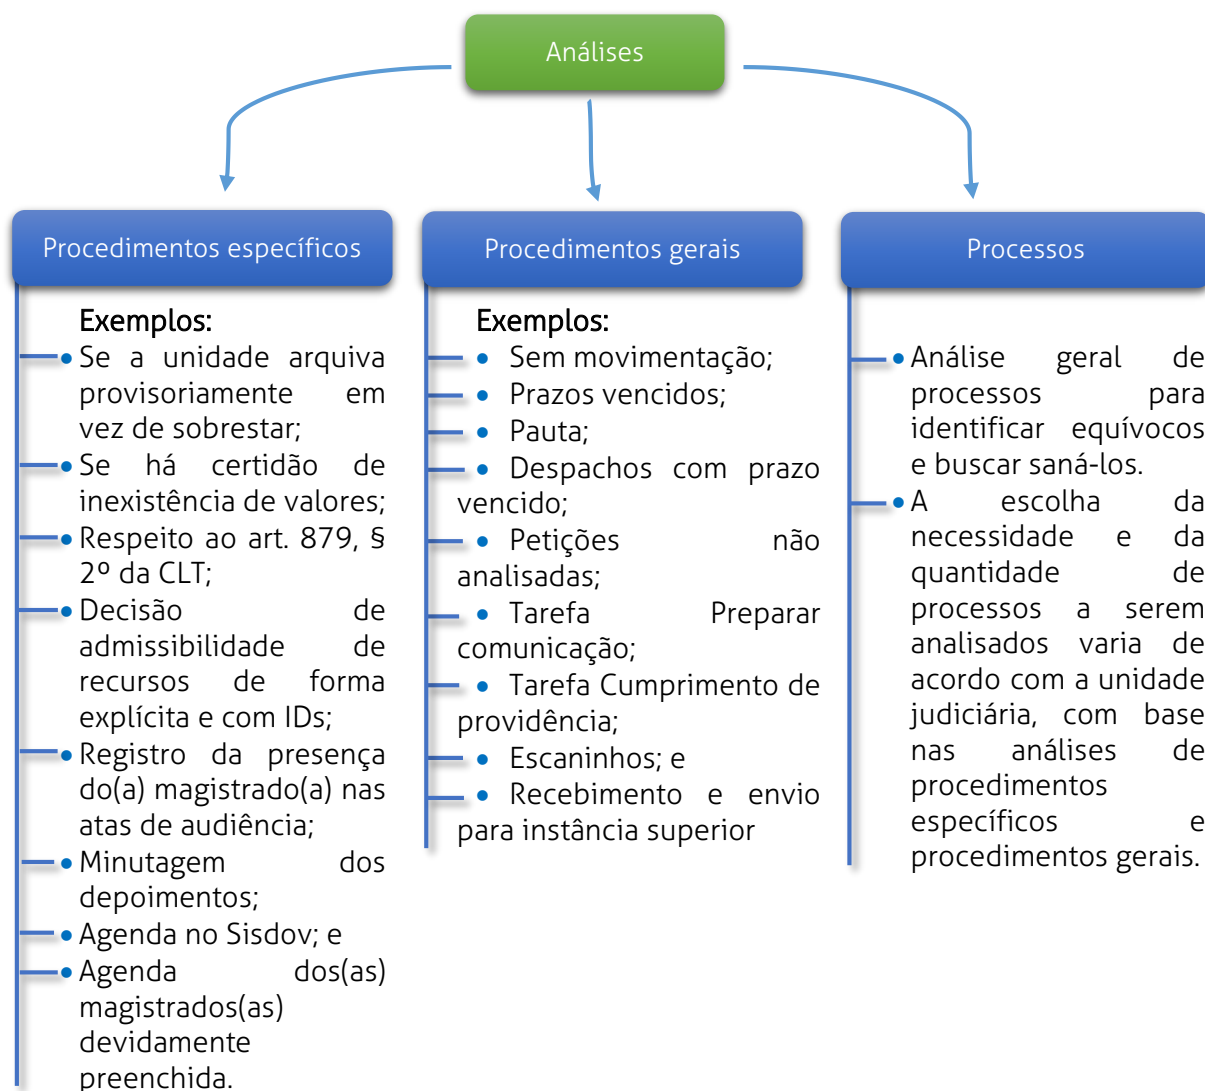 Análises
Procedimentos específicos
Exemplos:
• Se a unidade arquiva
provisoriamente em
vez de sobrestar;
• Se há certidão de
inexistência de valores;
• Respeito ao art. 879, §
2º da CLT;
• Decisão de
admissibilidade de
recursos de forma
explícita e com IDs;
• Registro da presença
do(a) magistrado(a) nas
atas de audiência;
• Minutagem dos
depoimentos;
• Agenda no Sisdov; e
• Agenda dos(as)
magistrados(as)
devidamente
preenchida.
Procedimentos gerais
Exemplos:
• Sem movimentação;
• Prazos vencidos;
• Pauta;
• Despachos com prazo
vencido;
• Petições não
analisadas;
• Tarefa Preparar
comunicação;
• Tarefa Cumprimento de
providência;
• Escaninhos; e
• Recebimento e envio
para instância superior
Processos
• Análise geral de
processos para
identificar equívocos
e buscar saná-los.
• A escolha da
necessidade e da
quantidade de
processos a serem
analisados varia de
acordo com a unidade
judiciária, com base
nas análises de
procedimentos
específicos e
procedimentos gerais.